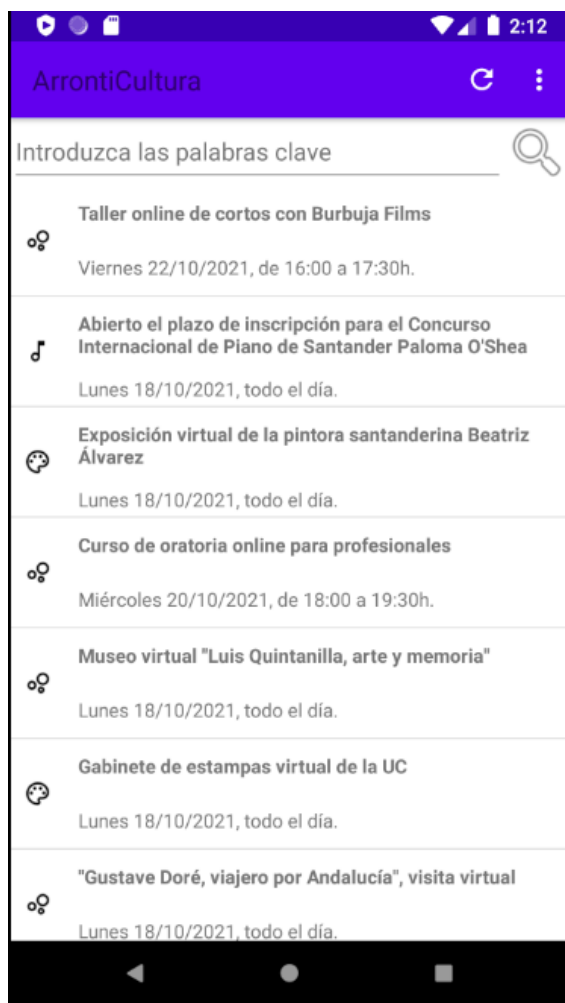 2:12
ArrontiCultura
Introduzca las palabras clave
Taller online de cortos con Burbuja Films
Viernes 22/10/2021, de 16:00 a 17:30h.
Abierto el plazo de inscripción para el Concurso
Internacional de Piano de Santander Paloma O'Shea
Lunes 18/10/2021, todo el día.
Exposición virtual de la pintora santanderina Beatriz
Álvarez
Lunes 18/10/2021, todo el día.
Curso de oratoria online para profesionales
Miércoles 20/10/2021, de 18:00 a 19:30h.
Museo virtual "Luis Quintanilla, arte y memoria"
Lunes 18/10/2021, todo el día.
Gabinete de estampas virtual de la UC
Lunes 18/10/2021, todo el día.
"Gustave Doré, viajero por Andalucía", visita virtual
Lunes 18/10/2021, todo el día.